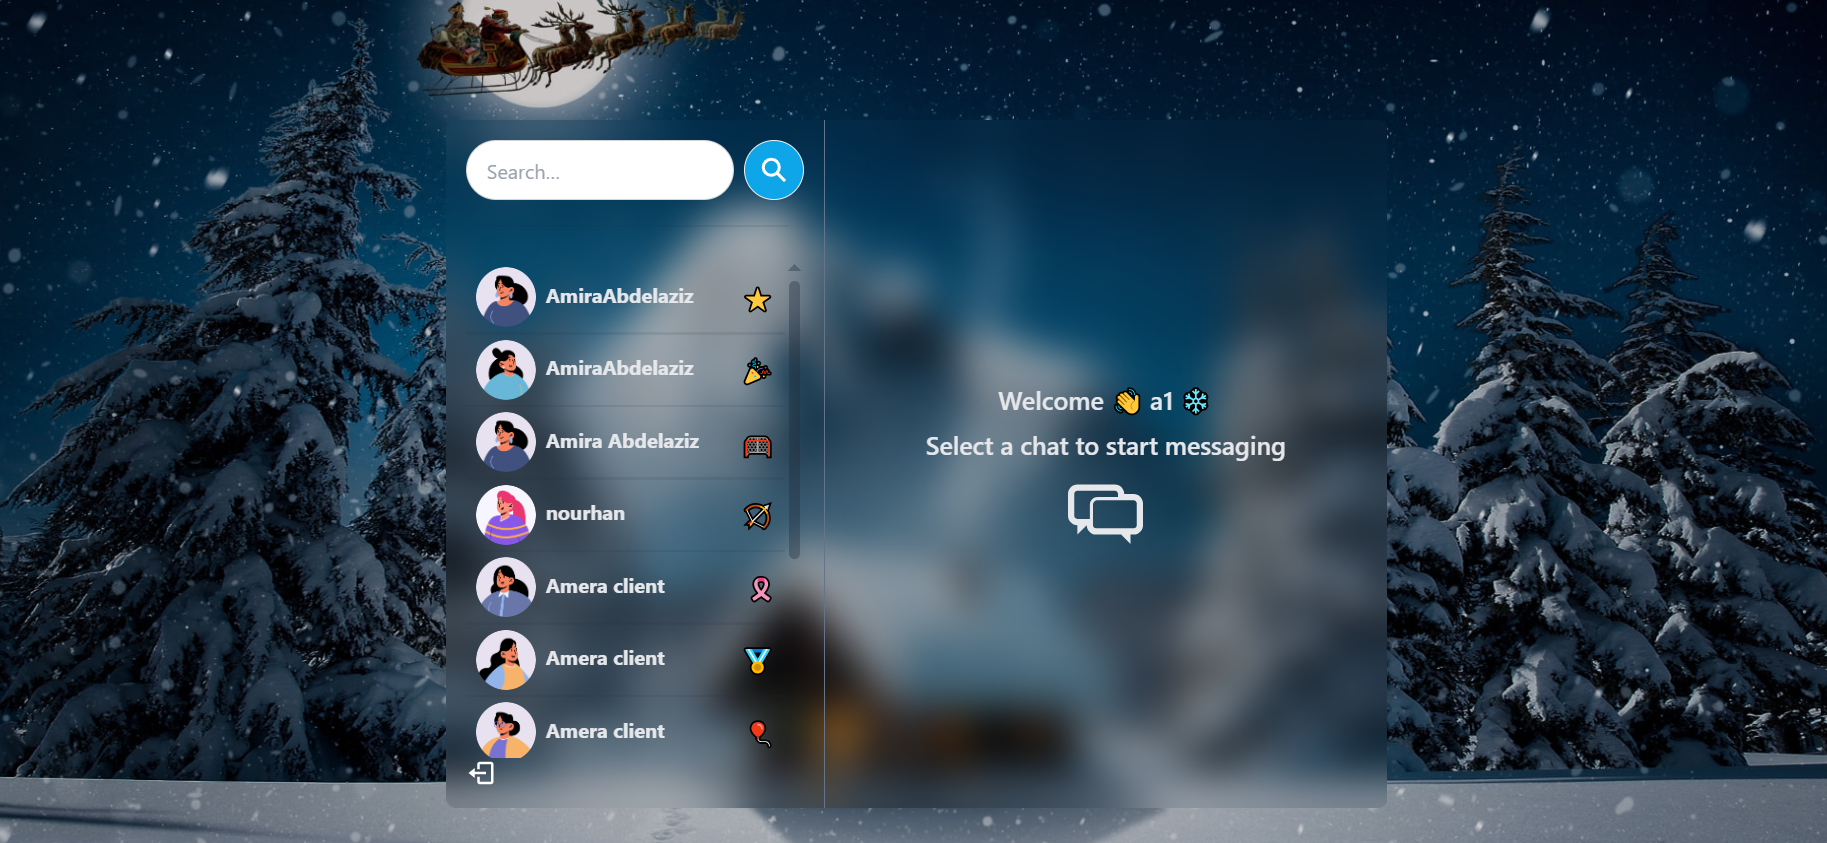 Search...
AmiraAbdelaziz ⭐
AmiraAbdelaziz 🎉
Amira Abdelaziz 🥅
nourhan 🏹
Amera client 🎗
Amera client 🏅
Amera client 🎈
Welcome 👋 a1 ❄
Select a chat to start messaging